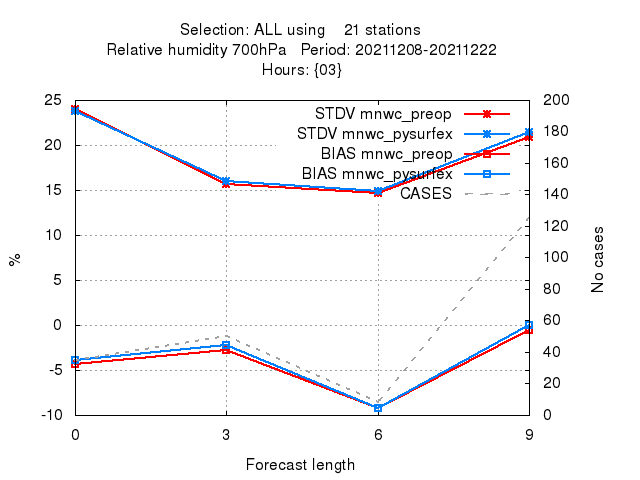 Selection: ALL using 21 stations
Relative humidity 700hPa Period: 20211208-20211222
Hours: {03}
25 200
STDV mnwc_preop
20 180
STDV mnwc_pysurfex
BIAS mnwc_preop
160
BIAS mnwc_pysurfex
15 140
CASES
10 120
5 100
% No cases
80
0 60
-5 40
20
-10 0
0 3 6 9
Forecast length